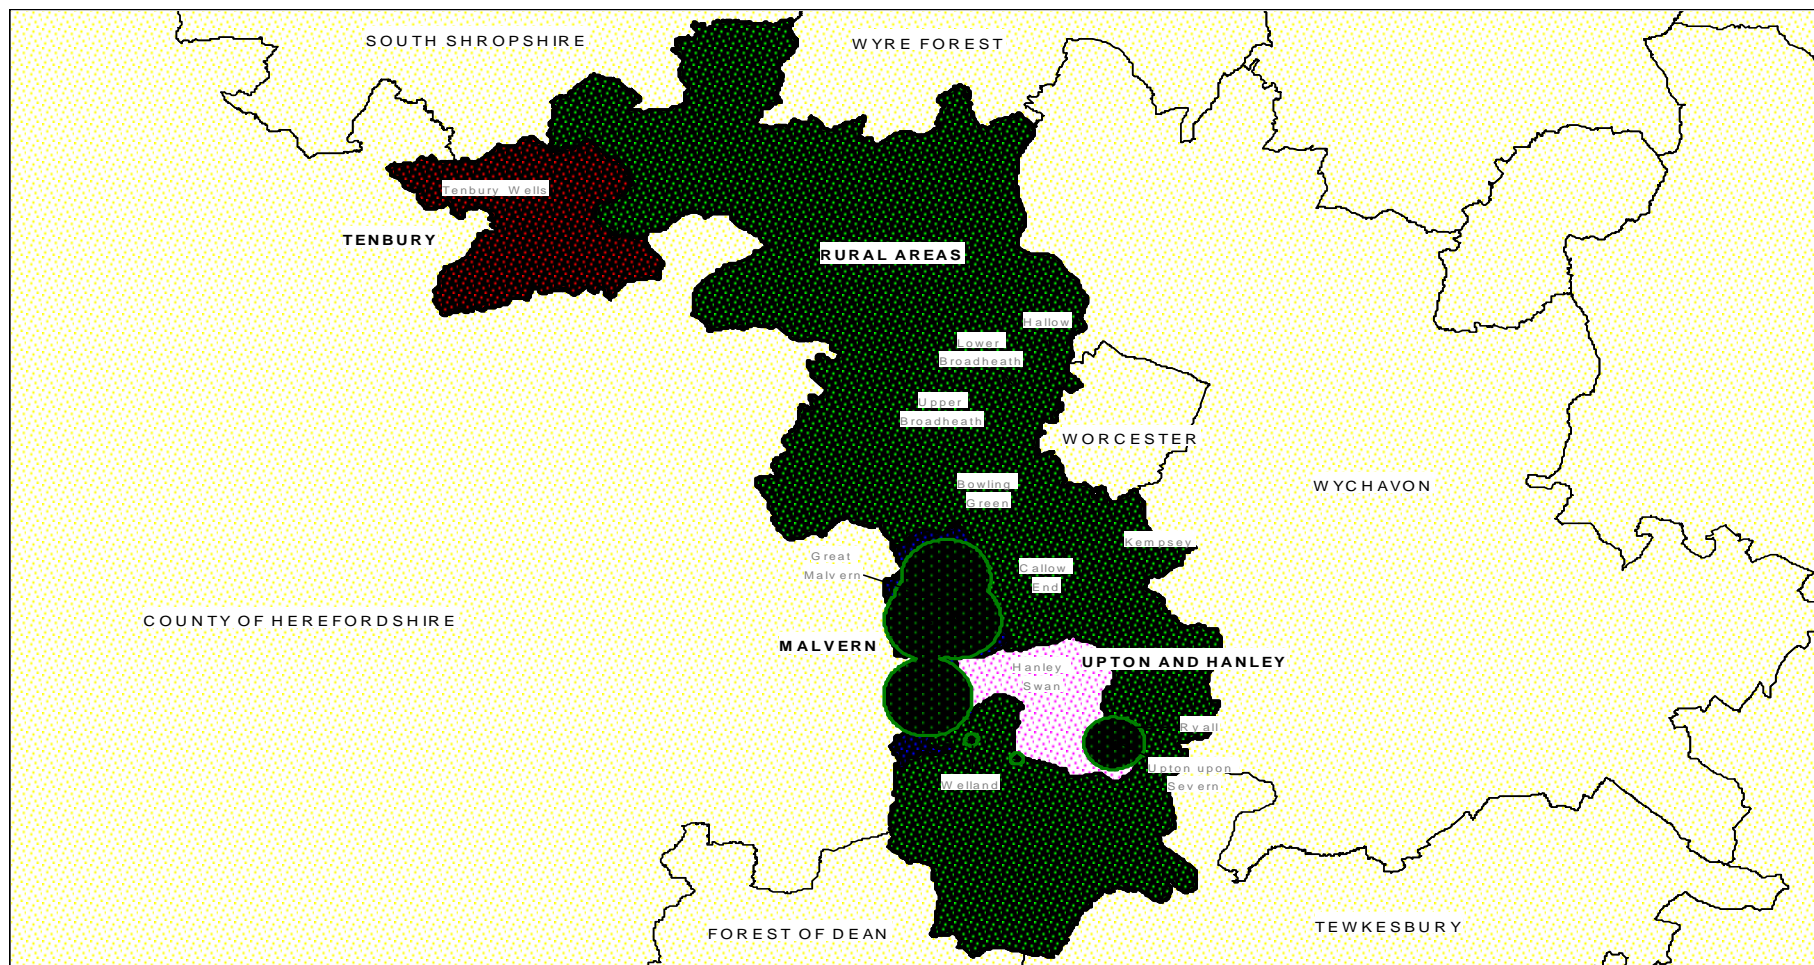 SOUTH SHROPSHIRE
WYRE FOREST
Tenbury Wells
TENBURY
RURAL AREAS
Hallow
Lower
Broadheath
Upper
Broadheath
WORCESTER
Bowling
Green
WYCHAVON
Kempsey
Great
Malvern
Callow
End
COUNTY OF HEREFORDSHIRE
MALVERN
UPTON AND HANLEY
Hanley
Swan
Ryall
Upton upon
Severn
Welland
FOREST OF DEAN
TEWKESBURY